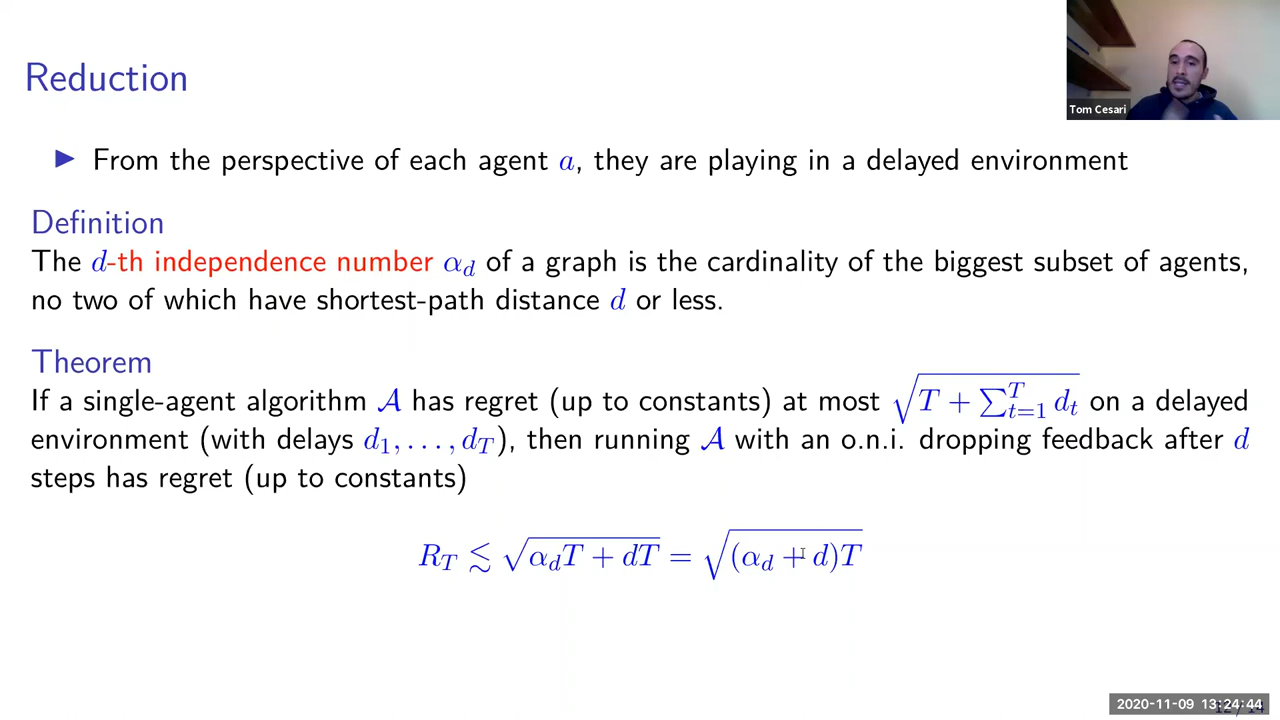 Reduction
Tom Cesari
▶ From the perspective of each agent a, they are playing in a delayed environment
Definition
The d-th independence number α_d of a graph is the cardinality of the biggest subset of agents,
no two of which have shortest-path distance d or less.
Theorem
If a single-agent algorithm 𝒜 has regret (up to constants) at most √(T + ∑_{t=1}^T d_t) on a delayed
environment (with delays d_1, …, d_T), then running 𝒜 with an o.n.i. dropping feedback after d
steps has regret (up to constants)
R_T ≲ √(α_d T + dT) = √((α_d + d)T)
2020-11-09 13:24:44